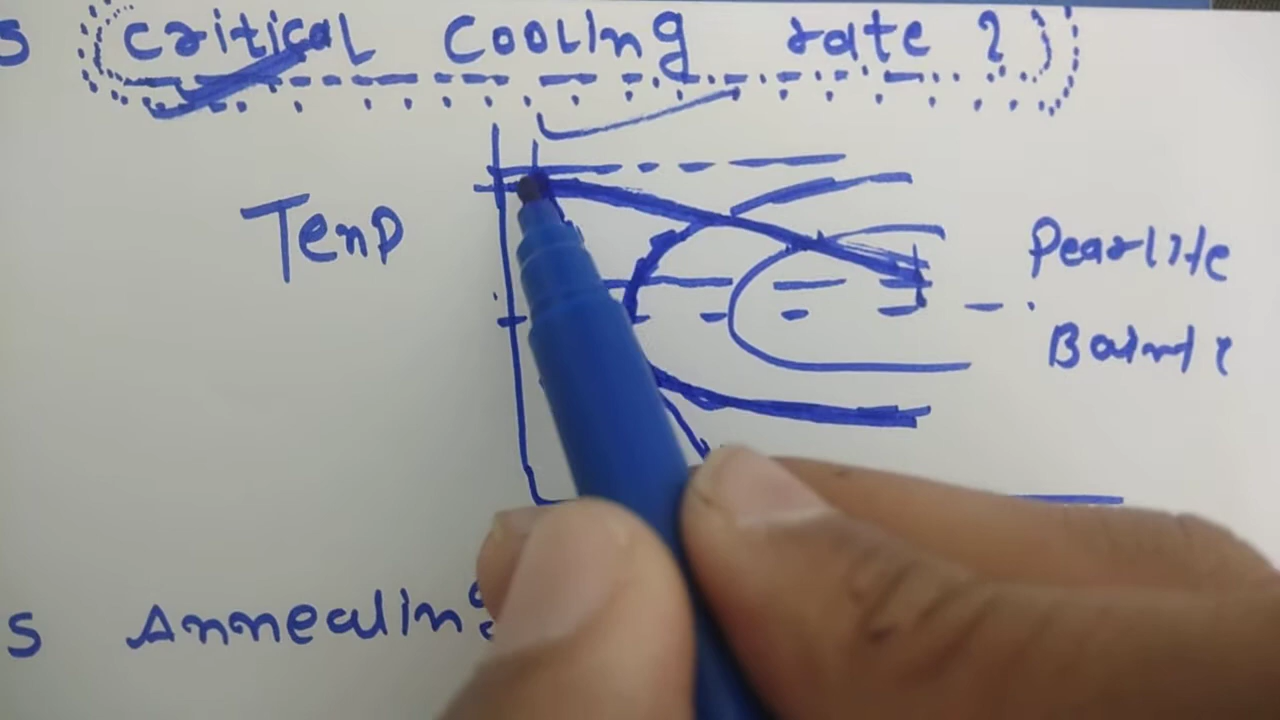 s critical cooling rate ?
Temp
Pearlite
Bainite
s Annealing